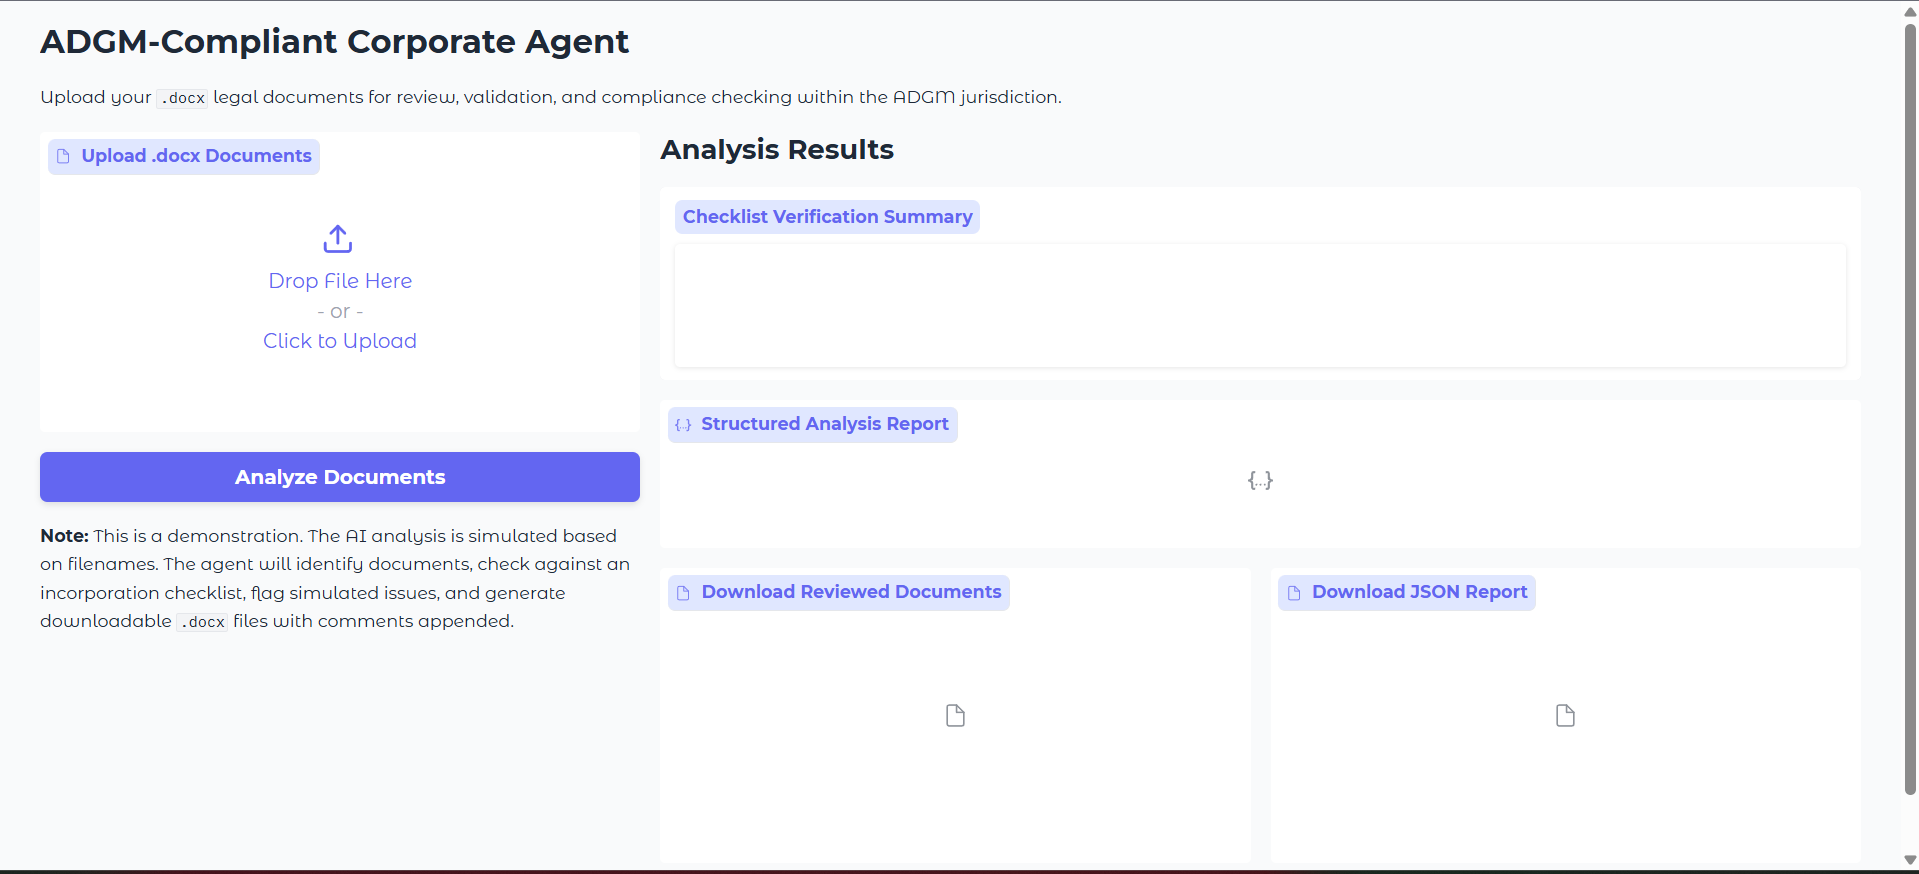 ADGM-Compliant Corporate Agent
Upload your .docx legal documents for review, validation, and compliance checking within the ADGM jurisdiction.
Upload .docx Documents
Drop File Here
- or -
Click to Upload
Analyze Documents
Note: This is a demonstration. The AI analysis is simulated based
on filenames. The agent will identify documents, check against an
incorporation checklist, flag simulated issues, and generate
downloadable .docx files with comments appended.
Analysis Results
Checklist Verification Summary
{..} Structured Analysis Report
{...}
Download Reviewed Documents
Download JSON Report